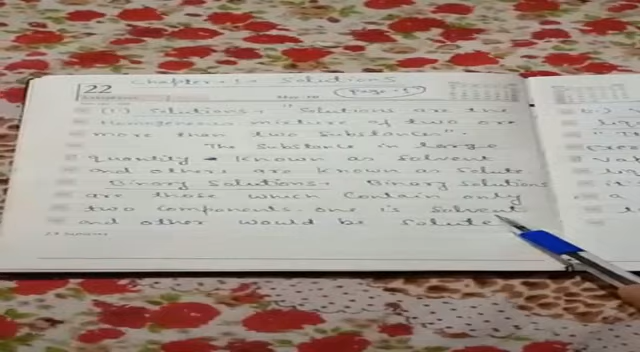 22 Chapter - 1 - Solutions
Page - 1
(1) Solutions - Solutions are the
Homogeneous mixture of two or
more than two substances".
The Substance in large
quantity - Known as Solvent
and others are known as Solute
Binary Solutions - Binary solutions
are those which Contain only
two Components. one is Solvent
and other would be Solute